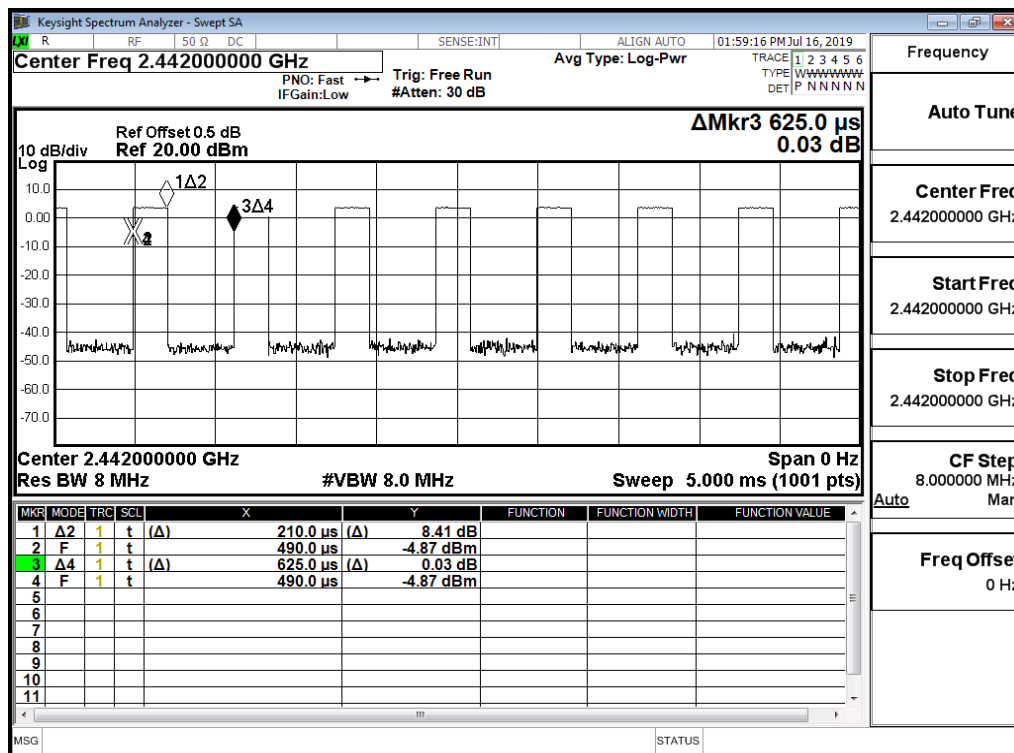 Keysight Spectrum Analyzer - Swept SA
LXI R RF 50 Ω DC SENSE:INT ALIGN AUTO 01:59:16 PM Jul 16, 2019
Center Freq 2.442000000 GHz
PNO: Fast
IFGain:Low
Trig: Free Run
#Atten: 30 dB
Avg Type: Log-Pwr
TRACE 1 2 3 4 5 6
TYPE WWWWWW
DET P N N N N N
ΔMkr3 625.0 µs
0.03 dB
Ref Offset 0.5 dB
10 dB/div Ref 20.00 dBm
Log
10.0
0.00
-10.0
-20.0
-30.0
-40.0
-50.0
-60.0
-70.0
1Δ2
3Δ4
Center 2.442000000 GHz Span 0 Hz
Res BW 8 MHz #VBW 8.0 MHz Sweep 5.000 ms (1001 pts)
MKR MODE TRC SCL X Y FUNCTION FUNCTION WIDTH FUNCTION VALUE
1 Δ2 1 t (Δ) 210.0 µs (Δ) 8.41 dB
2 F 1 t 490.0 µs -4.87 dBm
3 Δ4 1 t (Δ) 625.0 µs (Δ) 0.03 dB
4 F 1 t 490.0 µs -4.87 dBm
5
6
7
8
9
10
11
MSG STATUS
Frequency
Auto Tune
Center Freq
2.442000000 GHz
Start Freq
2.442000000 GHz
Stop Freq
2.442000000 GHz
CF Step
8.000000 MHz
Auto Man
Freq Offset
0 Hz